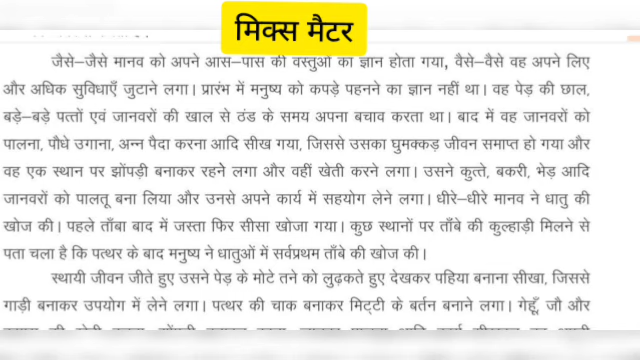 मिक्स मैटर
जैसे–जैसे मानव को अपने आस–पास की वस्तुओं का ज्ञान होता गया, वैसे–वैसे वह अपने लिए
और अधिक सुविधाएँ जुटाने लगा। प्रारंभ में मनुष्य को कपड़े पहनने का ज्ञान नहीं था। वह पेड़ की छाल,
बड़े–बड़े पत्तों एवं जानवरों की खाल से ठंड के समय अपना बचाव करता था। बाद में वह जानवरों को
पालना, पौधे उगाना, अन्न पैदा करना आदि सीख गया, जिससे उसका घुमक्कड़ जीवन समाप्त हो गया और
वह एक स्थान पर झोंपड़ी बनाकर रहने लगा और वहीं खेती करने लगा। उसने कुत्ते, बकरी, भेड़ आदि
जानवरों को पालतू बना लिया और उनसे अपने कार्य में सहयोग लेने लगा। धीरे–धीरे मानव ने धातु की
खोज की। पहले ताँबा बाद में जस्ता फिर सीसा खोजा गया। कुछ स्थानों पर ताँबे की कुल्हाड़ी मिलने से
पता चला है कि पत्थर के बाद मनुष्य ने धातुओं में सर्वप्रथम ताँबे की खोज की।
स्थायी जीवन जीते हुए उसने पेड़ के मोटे तने को लुढ़कते हुए देखकर पहिया बनाना सीखा, जिससे
गाड़ी बनाकर उपयोग में लेने लगा। पत्थर की चाक बनाकर मिट्टी के बर्तन बनाने लगा। गेहूँ, जौ और